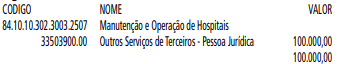 CODIGO NOME VALOR
84.10.10.302.3003.2507 Manutenção e Operação de Hospitais
33503900.00 Outros Serviços de Terceiros - Pessoa Jurídica 100.000,00
100.000,00